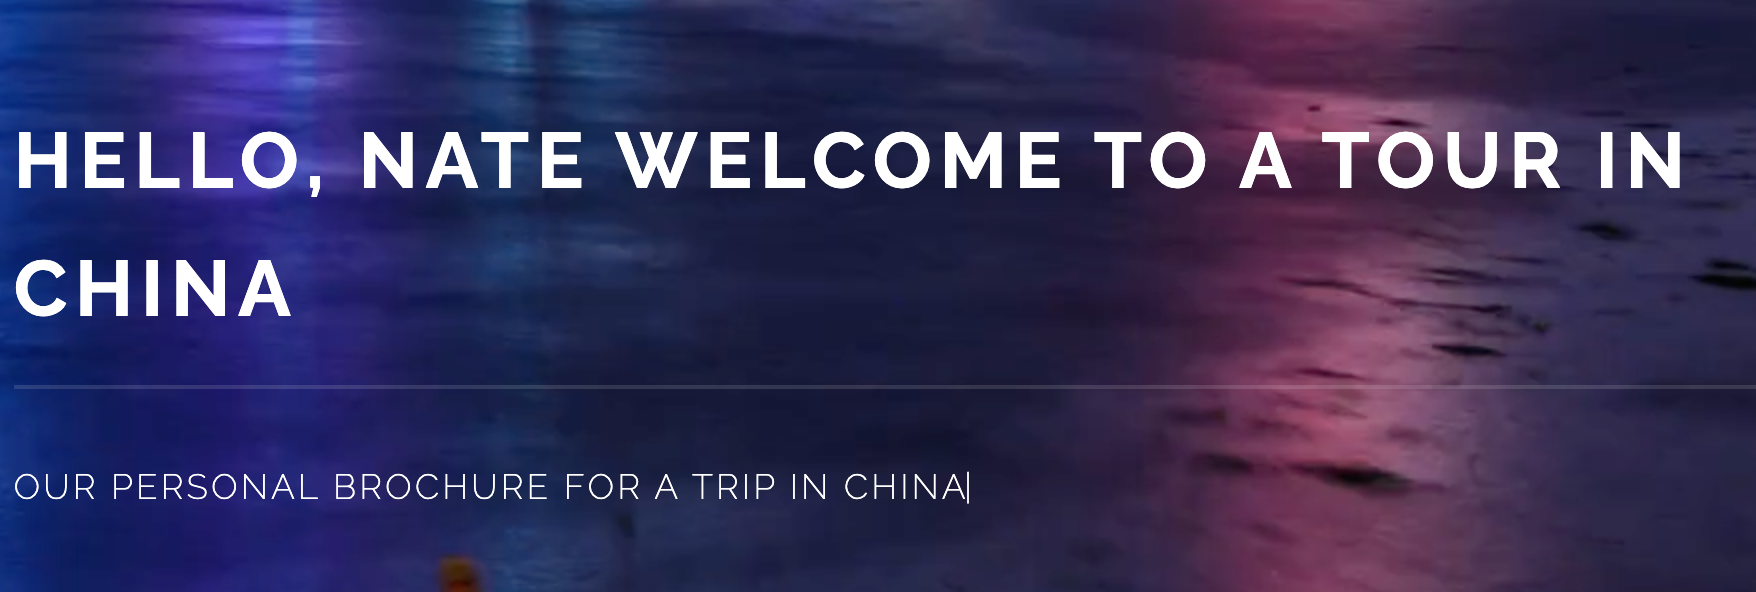 HELLO, NATE WELCOME TO A TOUR IN
CHINA
OUR PERSONAL BROCHURE FOR A TRIP IN CHINA|